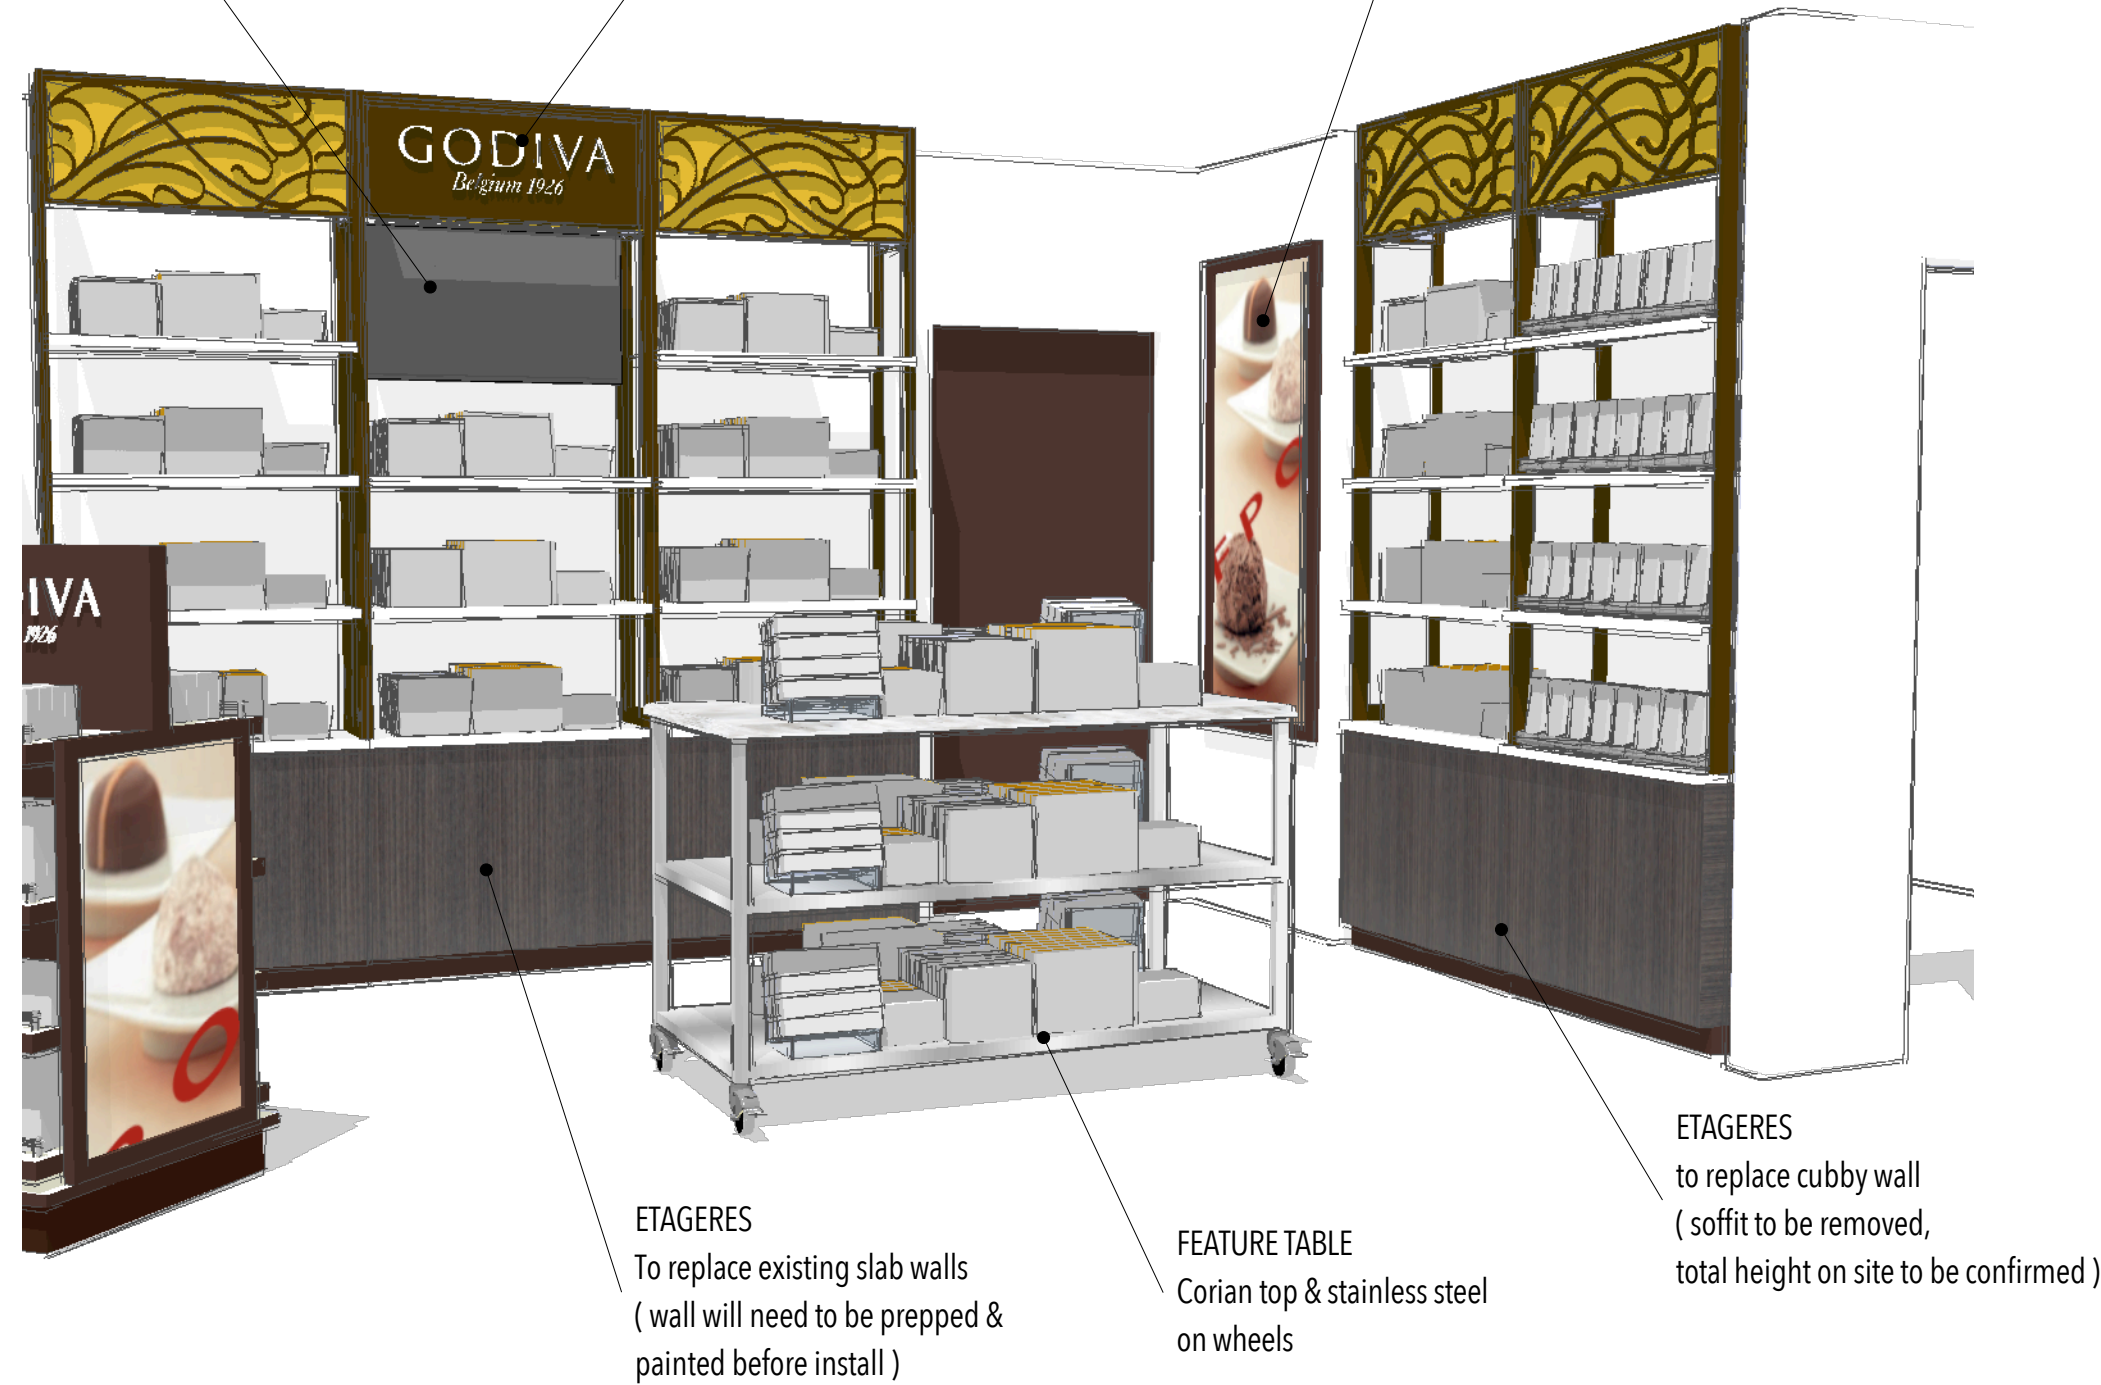 GODIVA
Belgium 1926
IVA
1926
O
P
F
O
ETAGERES
To replace existing slab walls
( wall will need to be prepped &
painted before install )
FEATURE TABLE
Corian top & stainless steel
on wheels
ETAGERES
to replace cubby wall
( soffit to be removed,
total height on site to be confirmed )